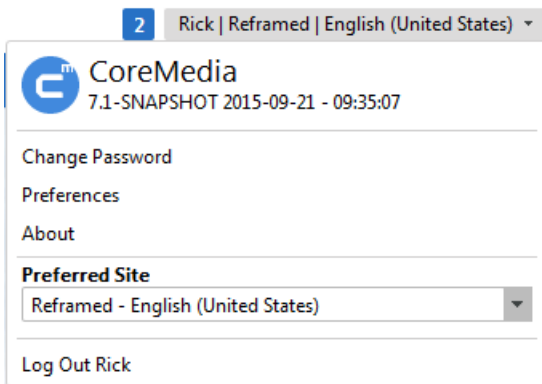 2
Rick | Reframed | English (United States)
CoreMedia
7.1-SNAPSHOT 2015-09-21 - 09:35:07
Change Password
Preferences
About
Preferred Site
Reframed - English (United States)
Log Out Rick